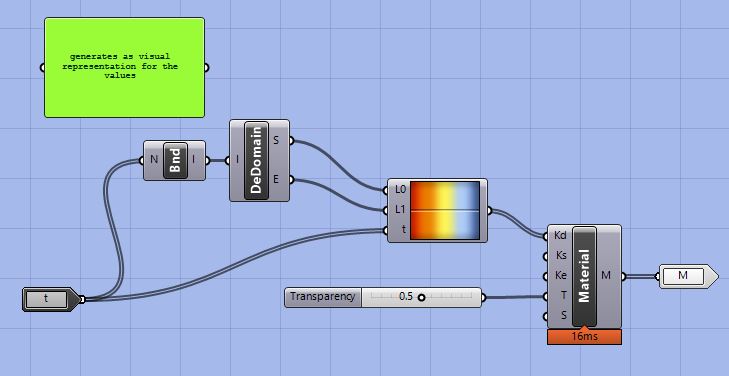 generates as visual
representation for the
values
N
Bnd
I
I
DeDomain
S
E
L0
L1
t
t
Transparency
0.5
Kd
Ks
Ke
T
S
Material
M
16ms
M